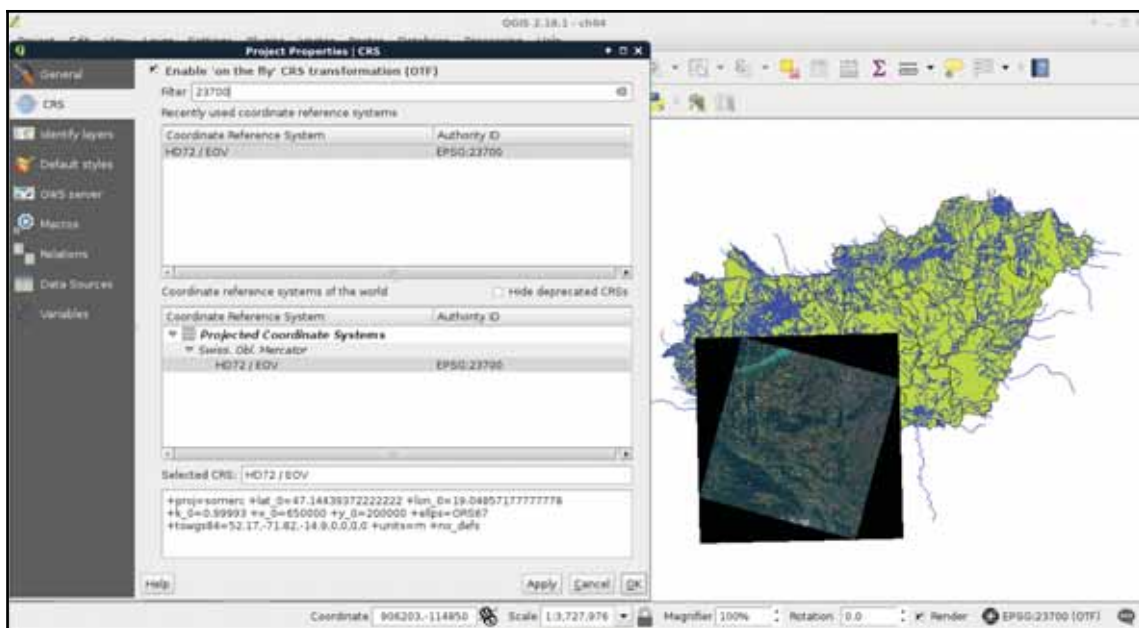 QGIS 2.18.1 - ch04
Project Properties | CRS
General
CRS
Identify layers
Default styles
OWS server
Macros
Relations
Data Sources
Variables
Enable 'on the fly' CRS transformation (OTF)
Filter 23700
Recently used coordinate reference systems
Coordinate Reference System Authority ID
HD72 / EOV EPSG:23700
Coordinate reference systems of the world Hide deprecated CRSs
Coordinate Reference System Authority ID
Projected Coordinate Systems
Swiss. Obl. Mercator
HD72 / EOV EPSG:23700
Selected CRS: HD72 / EOV
+proj=somerc +lat_0=47.14439372222222 +lon_0=19.04857177777778
+k_0=0.99993 +x_0=650000 +y_0=200000 +ellps=GRS67
+towgs84=52.17,-71.82,-14.9,0,0,0,0 +units=m +no_defs
Help Apply Cancel OK
Coordinate 906203,-114850 Scale 1:3,727,976 Magnifier 100% Rotation 0.0 Render EPSG:23700 (OTF)